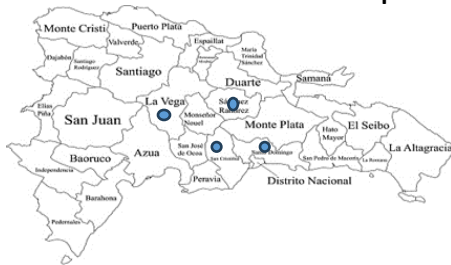 Monte Cristi
Puerto Plata
Valverde
Espaillat
María
Trinidad
Sánchez
Dajabón
Santiago
Rodríguez
Santiago
Duarte
Samaná
Elías
Piña
La Vega
Sánchez
Ramírez
San Juan
Monseñor
Nouel
Monte Plata
Hato
Mayor
El Seibo
La Altagracia
Azua
San José
de Ocoa
San Cristóbal
Santo Domingo
San Pedro de Macorís
La Romana
Baoruco
Independencia
Peravia
Distrito Nacional
Barahona
Pedernales